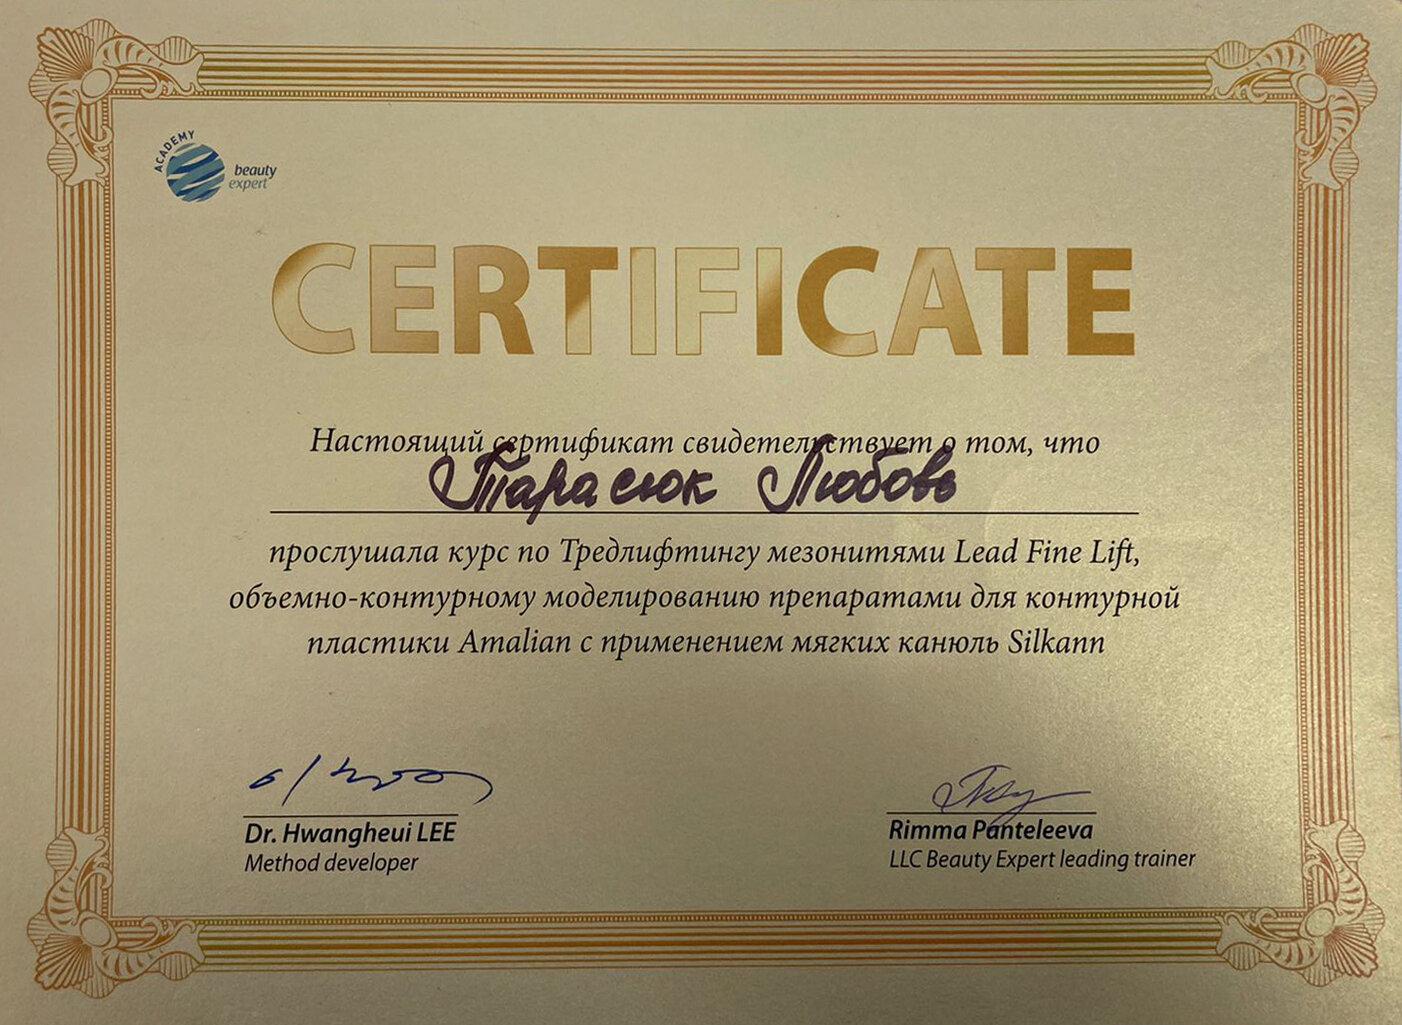 ACADEMY
beauty
expert
CERTIFICATE
Настоящий сертификат свидетельствует о том, что
Тарасюк Любовь
прослушала курс по Тредлифтингу мезонитями Lead Fine Lift,
объемно-контурному моделированию препаратами для контурной
пластики Amalian с применением мягких канюль Silkann
Dr. Hwangheui LEE
Method developer
Rimma Panteleeva
LLC Beauty Expert leading trainer